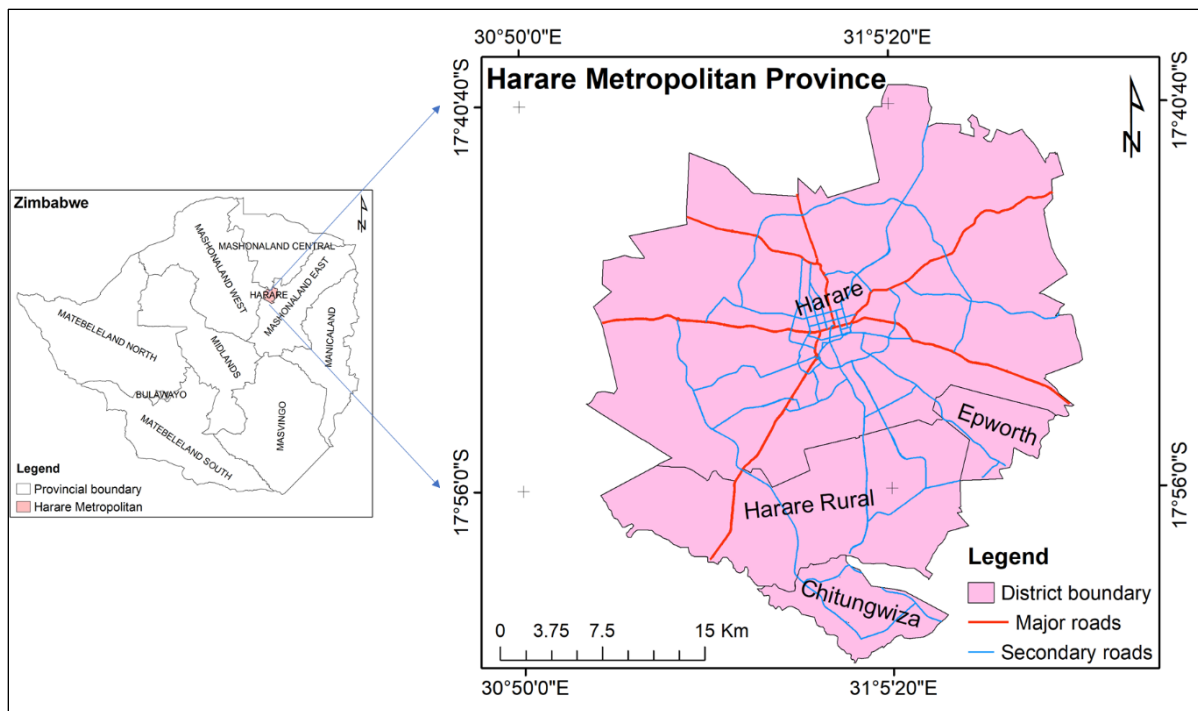 Zimbabwe
N
MASHONALAND CENTRAL
MASHONALAND WEST
MASHONALAND EAST
HARARE
MATEBELELAND NORTH
MIDLANDS
MANICALAND
BULAWAYO
MASVINGO
MATEBELELAND SOUTH
Legend
Provincial boundary
Harare Metropolitan
30°50'0"E
31°5'20"E
Harare Metropolitan Province
17°40'40"S
17°40'40"S
N
Harare
Epworth
17°56'0"S
17°56'0"S
Harare Rural
Chitungwiza
Legend
District boundary
Major roads
Secondary roads
0 3.75 7.5 15 Km
30°50'0"E
31°5'20"E